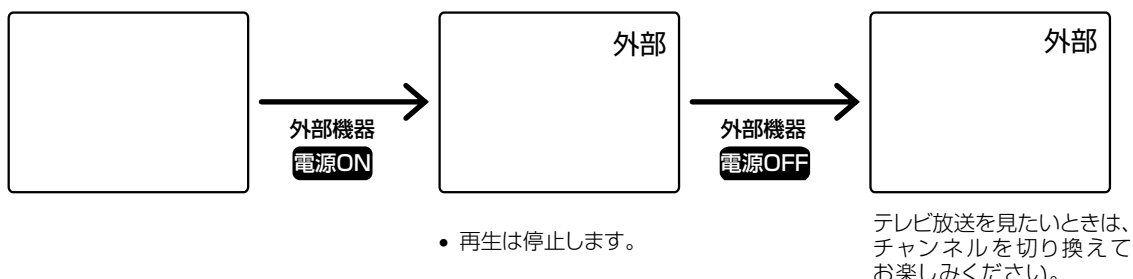 外部
外部
外部機器
電源ON
外部機器
電源OFF
• 再生は停止します。
テレビ放送を見たいときは、
チャンネルを切り換えて
お楽しみください。